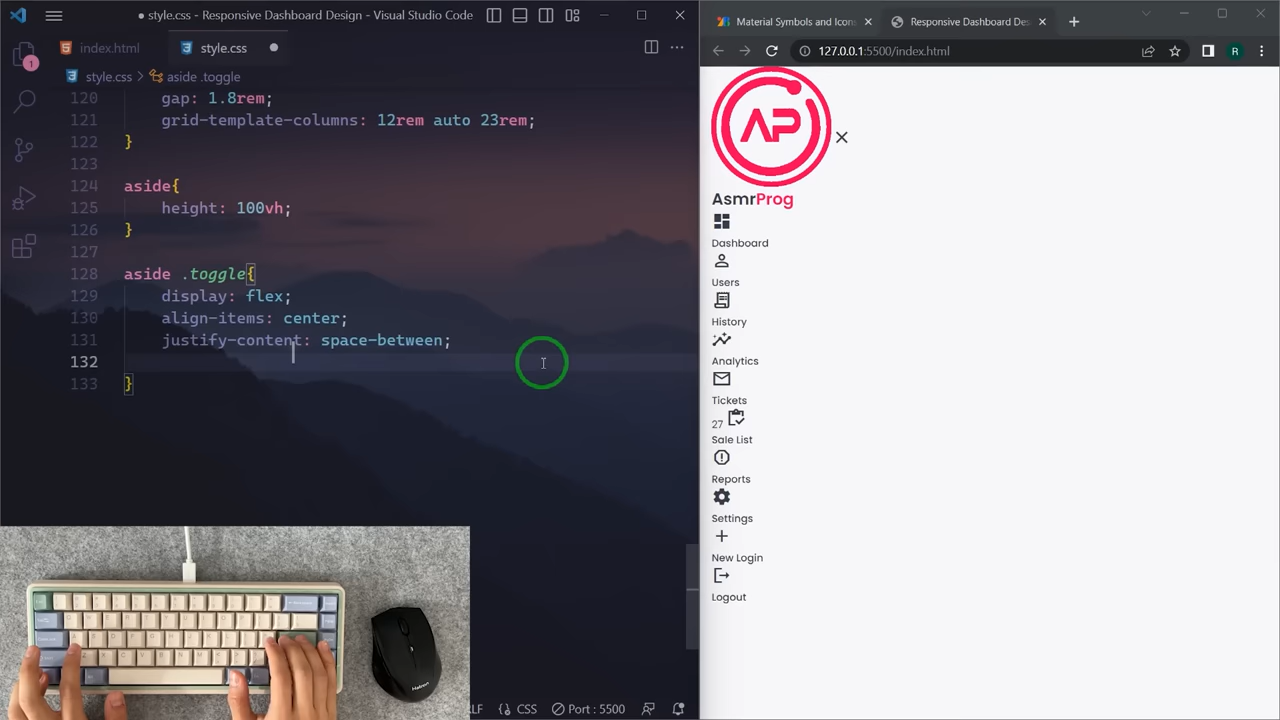 style.css - Responsive Dashboard Design - Visual Studio Code
index.html
style.css
1
style.css > aside .toggle
120 gap: 1.8rem;
121 grid-template-columns: 12rem auto 23rem;
122 }
123
124 aside{
125 height: 100vh;
126 }
127
128 aside .toggle{
129 display: flex;
130 align-items: center;
131 justify-content: space-between;
132
133 }
LF
{} CSS
Port : 5500
Material Symbols and Icons
Responsive Dashboard Des
127.0.0.1:5500/index.html
R
AP
AsmrProg
Dashboard
Users
History
Analytics
Tickets
27
Sale List
Reports
Settings
New Login
Logout